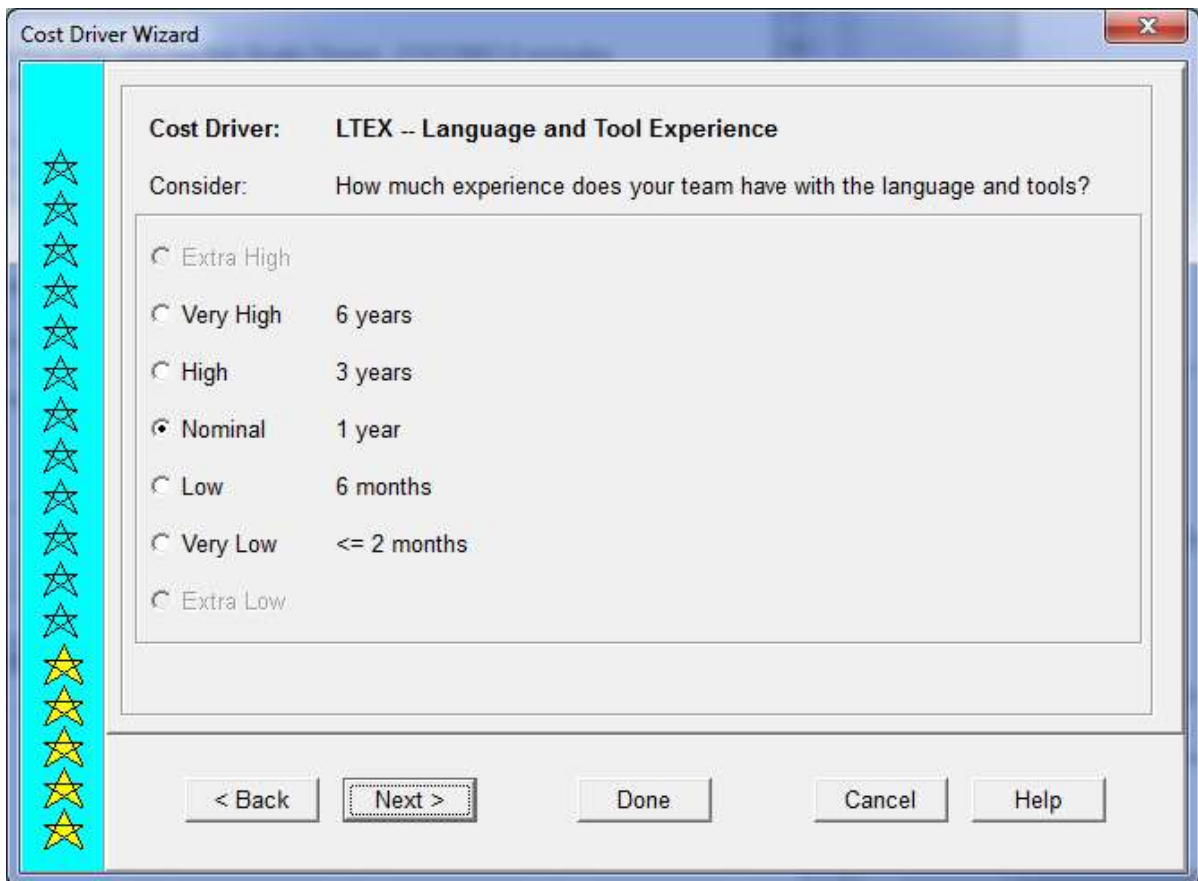 Cost Driver Wizard
Cost Driver: LTEX -- Language and Tool Experience
Consider: How much experience does your team have with the language and tools?
Extra High
Very High 6 years
High 3 years
Nominal 1 year
Low 6 months
Very Low <= 2 months
Extra Low
< Back Next > Done Cancel Help